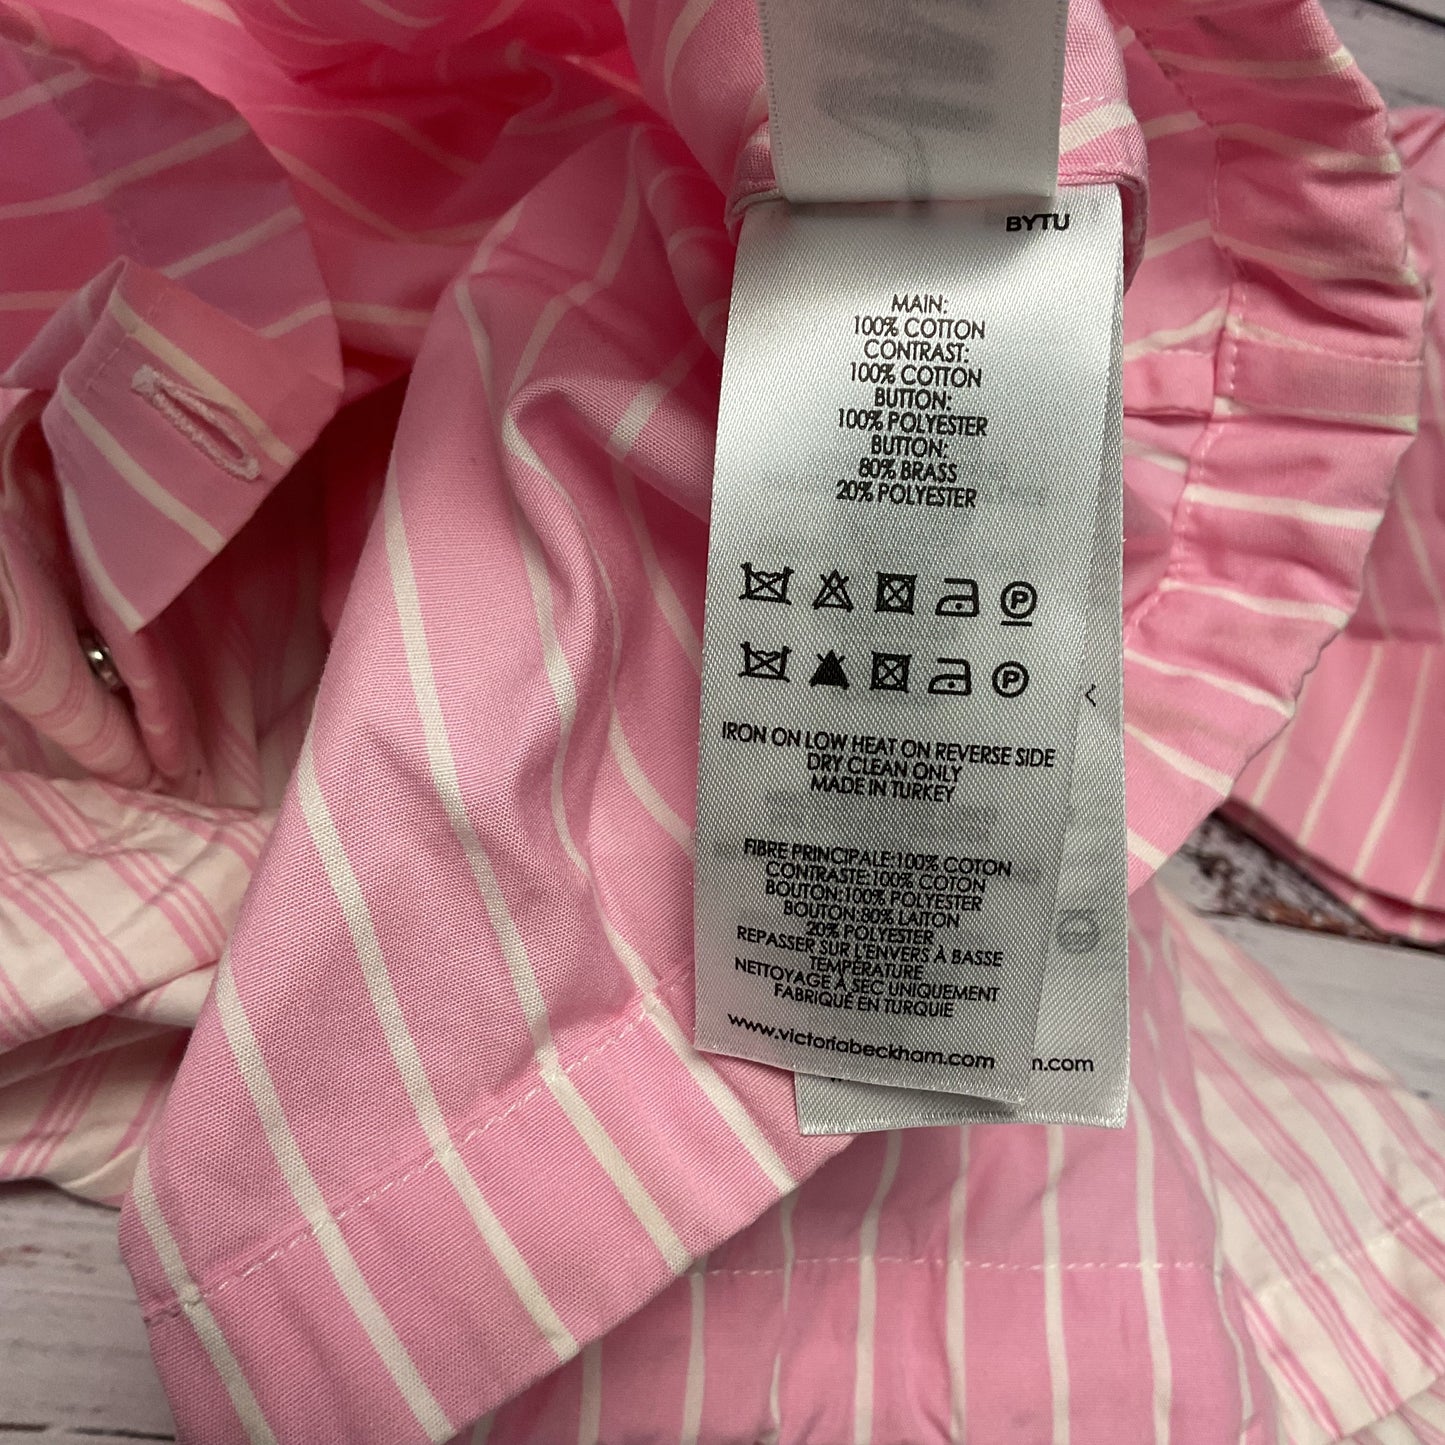 BYTU
MAIN:
100% COTTON
CONTRAST:
100% COTTON
BUTTON:
100% POLYESTER
BUTTON:
80% BRASS
20% POLYESTER
P
P
IRON ON LOW HEAT ON REVERSE SIDE
DRY CLEAN ONLY
MADE IN TURKEY
FIBRE PRINCIPALE:100% COTON
CONTRASTE:100% COTON
BOUTON:100% POLYESTER
BOUTON:80% LAITON
20% POLYESTER
REPASSER SUR L'ENVERS À BASSE
TEMPÉRATURE
NETTOYAGE À SEC UNIQUEMENT
FABRIQUÉ EN TURQUIE
www.victoriabeckham.com
n.com